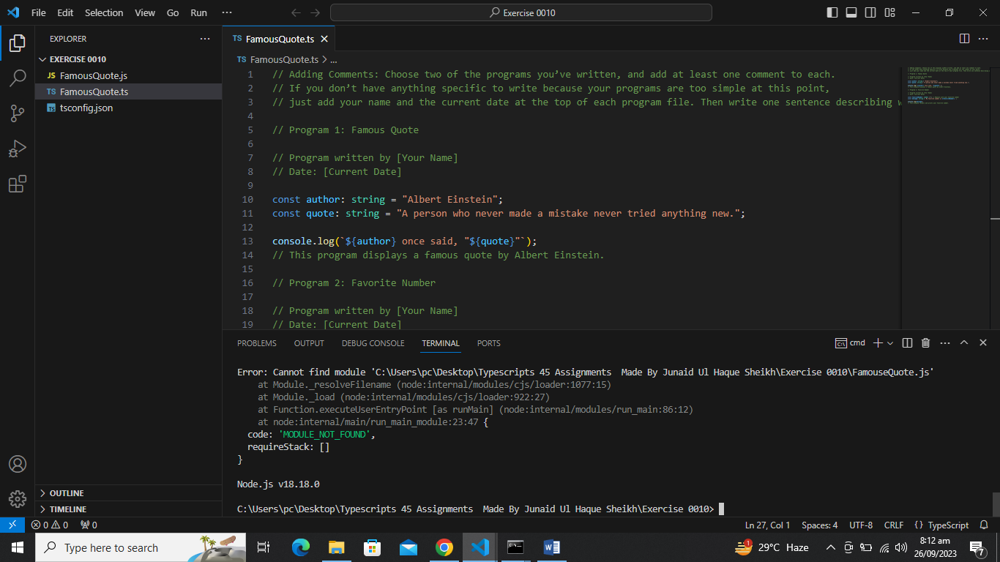 File Edit Selection View Go Run ···
Exercise 0010
EXPLORER
EXERCISE 0010
JS FamousQuote.js
TS FamousQuote.ts
tsconfig.json
OUTLINE
TIMELINE
TS FamousQuote.ts
TS FamousQuote.ts > ...
1 // Adding Comments: Choose two of the programs you’ve written, and add at least one comment to each.
2 // If you don’t have anything specific to write because your programs are too simple at this point,
3 // just add your name and the current date at the top of each program file. Then write one sentence describing
4
5 // Program 1: Famous Quote
6
7 // Program written by [Your Name]
8 // Date: [Current Date]
9
10 const author: string = "Albert Einstein";
11 const quote: string = "A person who never made a mistake never tried anything new.";
12
13 console.log(`${author} once said, "${quote}"`);
14 // This program displays a famous quote by Albert Einstein.
15
16 // Program 2: Favorite Number
17
18 // Program written by [Your Name]
19 // Date: [Current Date]
PROBLEMS OUTPUT DEBUG CONSOLE TERMINAL PORTS
cmd
Error: Cannot find module 'C:\Users\pc\Desktop\Typescripts 45 Assignments  Made By Junaid Ul Haque Sheikh\Exercise 0010\FamouseQuote.js'
at Module._resolveFilename (node:internal/modules/cjs/loader:1077:15)
at Module._load (node:internal/modules/cjs/loader:922:27)
at Function.executeUserEntryPoint [as runMain] (node:internal/modules/run_main:86:12)
at node:internal/main/run_main_module:23:47 {
code: 'MODULE_NOT_FOUND',
requireStack: []
}
Node.js v18.18.0
C:\Users\pc\Desktop\Typescripts 45 Assignments  Made By Junaid Ul Haque Sheikh\Exercise 0010>
0 0 0
Ln 27, Col 1 Spaces: 4 UTF-8 CRLF {} TypeScript
Type here to search
1 29°C Haze
8:12 am
26/09/2023
7